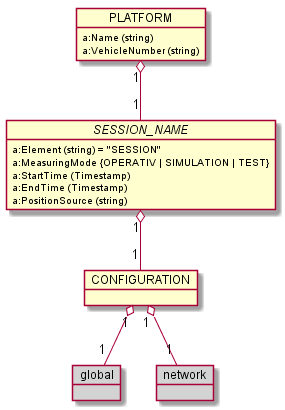 PLATFORM
a:Name (string)
a:VehicleNumber (string)
1
1
SESSION_NAME
a:Element (string) = "SESSION"
a:MeasuringMode {OPERATIV | SIMULATION | TEST}
a:StartTime (Timestamp)
a:EndTime (Timestamp)
a:PositionSource (string)
1
1
CONFIGURATION
1 1
1 1
global network